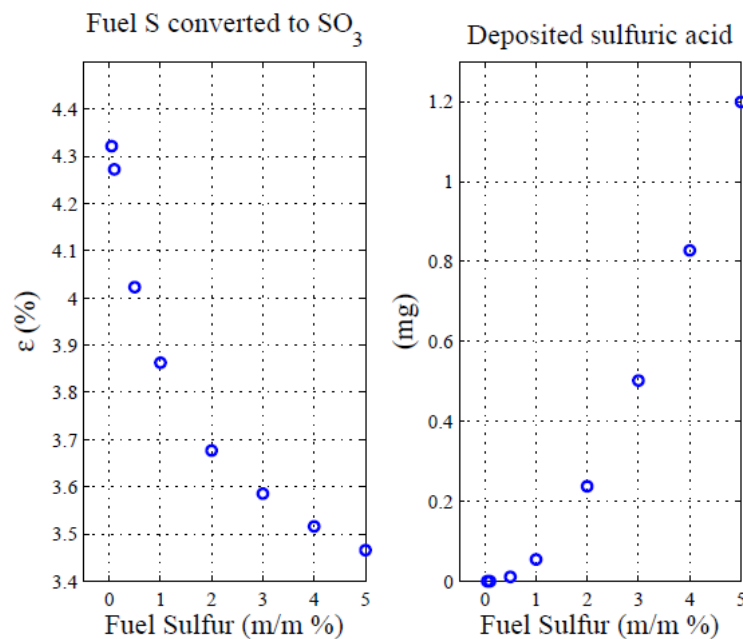 Fuel S converted to SO3
4.4
4.3
4.2
4.1
4
3.9
3.8
3.7
3.6
3.5
3.4
ε (%)
0 1 2 3 4 5
Fuel Sulfur (m/m %)
Deposited sulfuric acid
1.2
1
0.8
0.6
0.4
0.2
0
(mg)
0 1 2 3 4 5
Fuel Sulfur (m/m %)